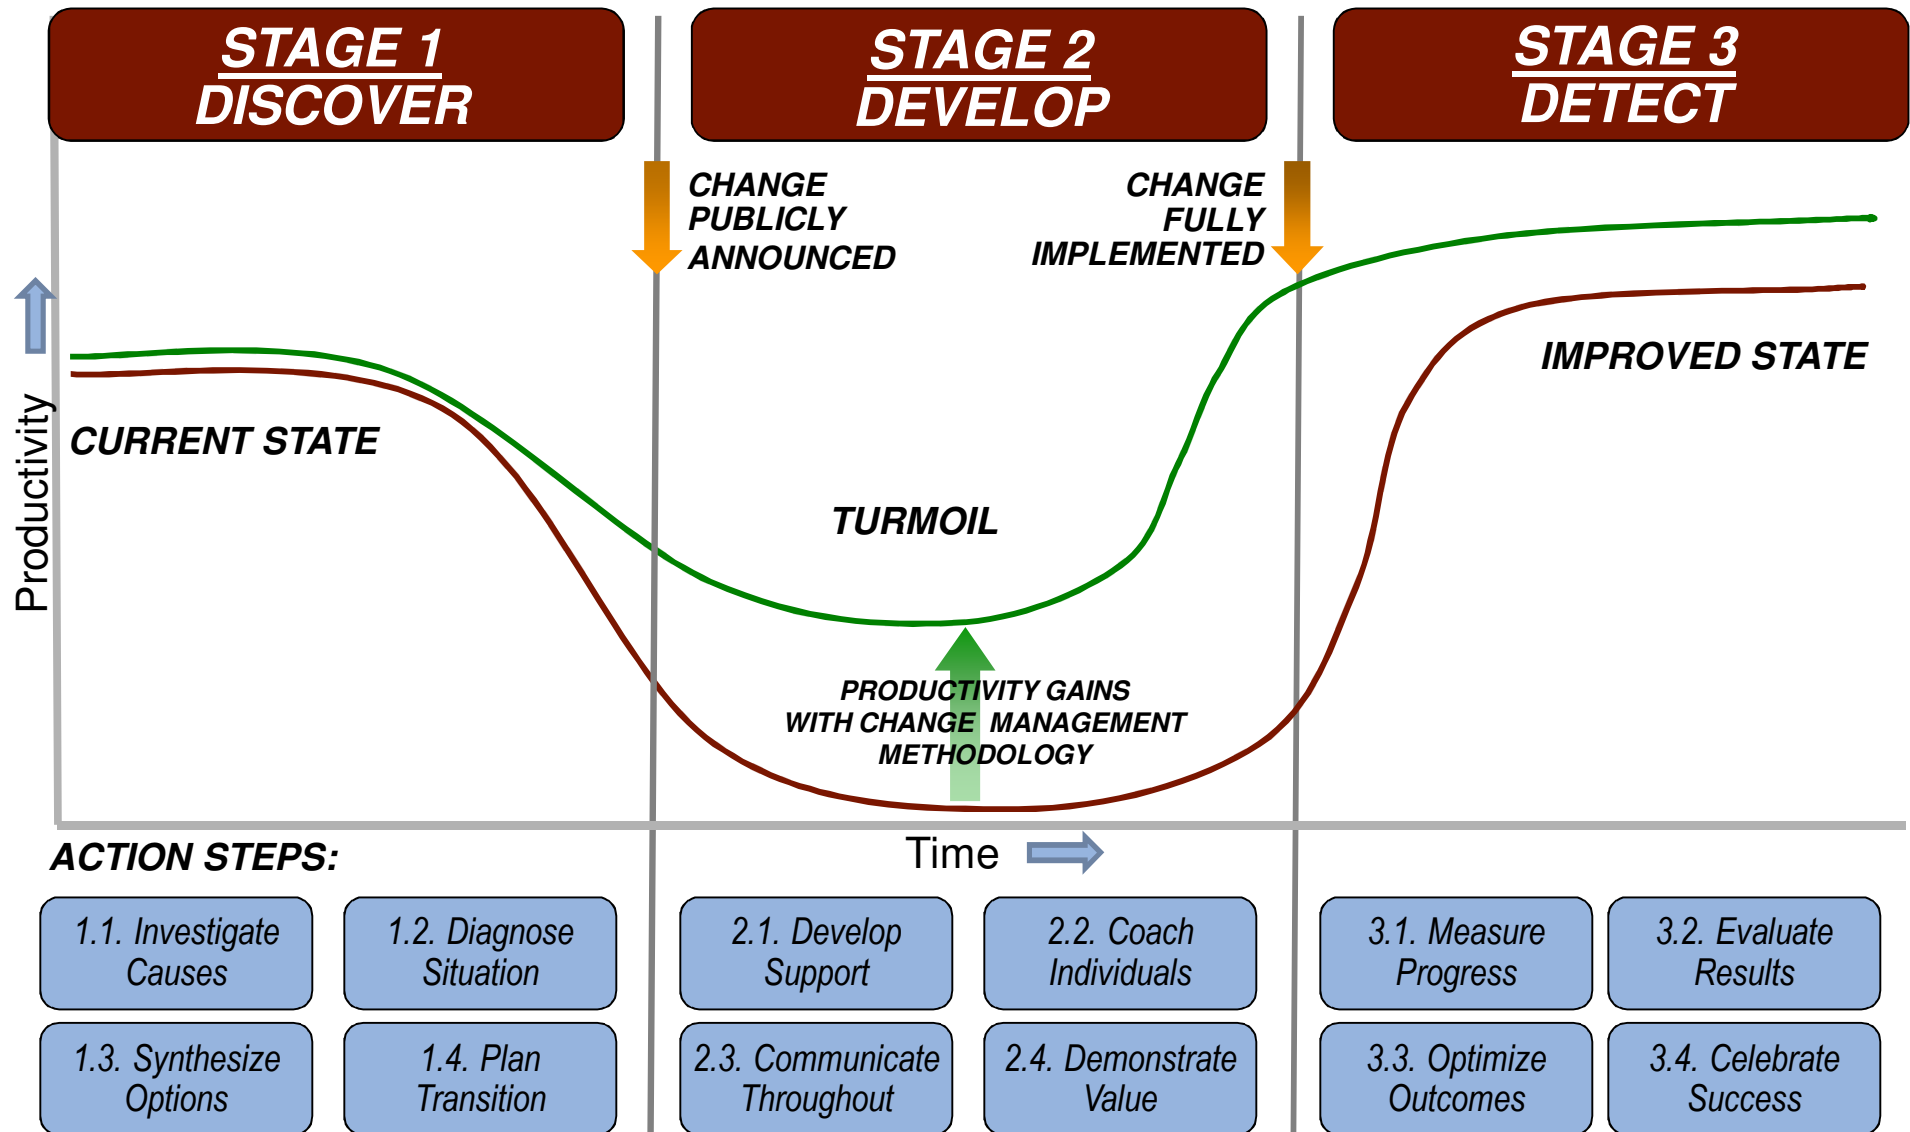 STAGE 1
DISCOVER
STAGE 2
DEVELOP
STAGE 3
DETECT
CHANGE
PUBLICLY
ANNOUNCED
CHANGE
FULLY
IMPLEMENTED
Productivity
CURRENT STATE
IMPROVED STATE
TURMOIL
PRODUCTIVITY GAINS
WITH CHANGE MANAGEMENT
METHODOLOGY
Time
ACTION STEPS:
1.1. Investigate
Causes
1.2. Diagnose
Situation
2.1. Develop
Support
2.2. Coach
Individuals
3.1. Measure
Progress
3.2. Evaluate
Results
1.3. Synthesize
Options
1.4. Plan
Transition
2.3. Communicate
Throughout
2.4. Demonstrate
Value
3.3. Optimize
Outcomes
3.4. Celebrate
Success